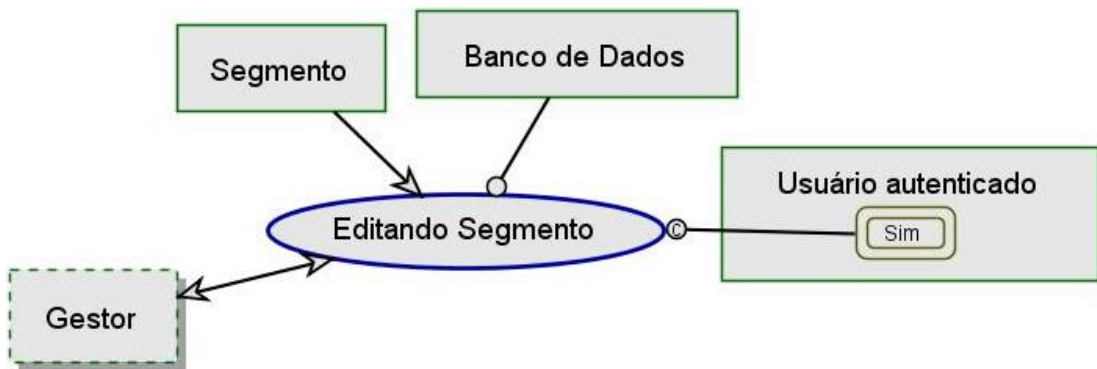 Segmento
Banco de Dados
Usuário autenticado
Sim
Editando Segmento
C
Gestor